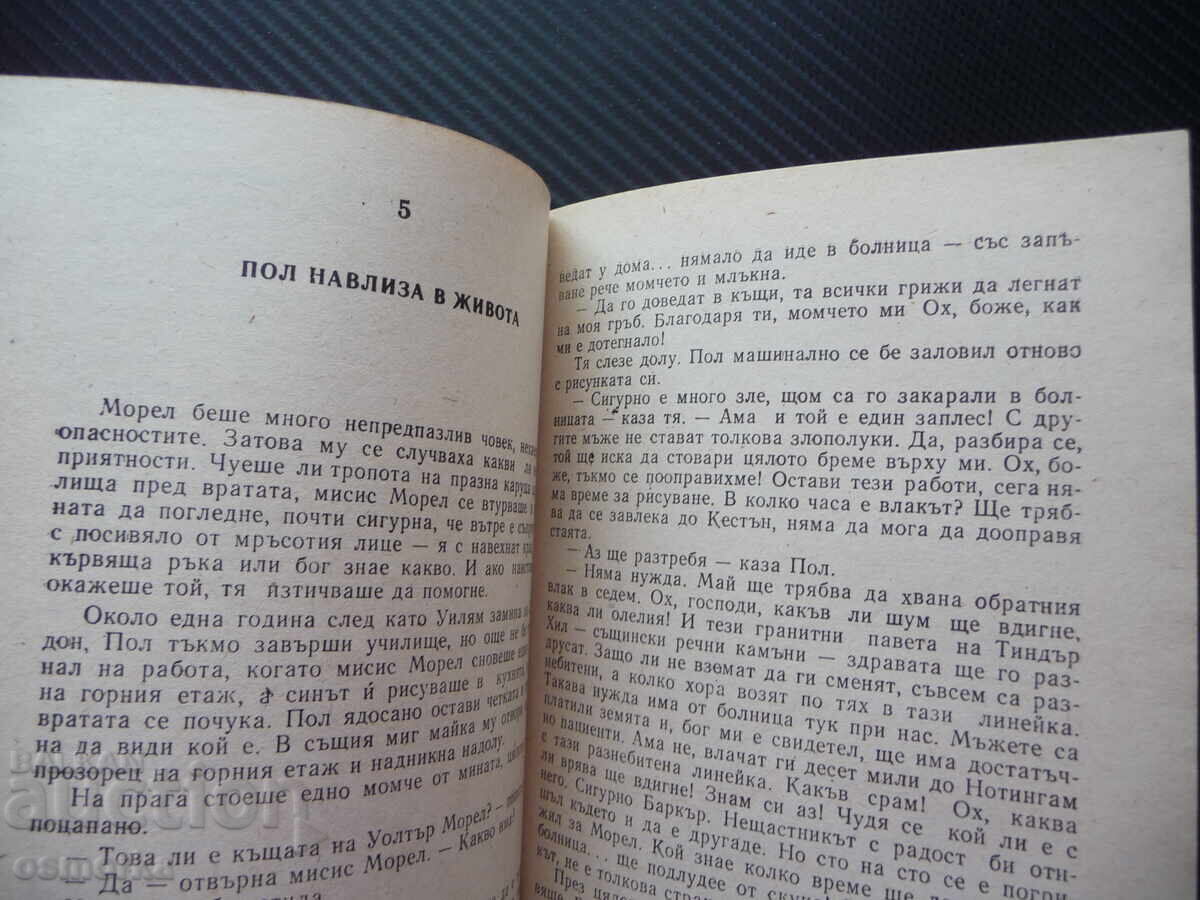 5
ПОЛ НАВЛИЗА В ЖИВОТА
Морел беше много непредпазлив човек,
опасностите. Затова му се случваха какви
приятности. Чуеше ли тропота на празна каруца
лища пред вратата, мисис Морел се втурваше
ната да погледне, почти сигурна, че вътре е
с посивяло от мръсотия лице — я с навехнат
кървяща ръка или бог знае какво. И ако
окажеше той, тя изтичваше да помогне.
Около една година след като Уилям замина
дон, Пол тъкмо завърши училище, но още не
нал на работа, когато мисис Морел сновеше
на горния етаж, а синът ѝ рисуваше в кухнята,
вратата се почука. Пол ядосано остави четката и
на да види кой е. В същия миг майка му отвори
прозорец на горния етаж и надникна надолу.
На прага стоеше едно момче от мината,
поцапано.
— Това ли е къщата на Уолтър Морел? —
— Да — отвърна мисис Морел. — Какво
ведат у дома... нямало да иде в болница — със запъ-
ване рече момчето и млъкна.
— Да го доведат в къщи, та всички грижи да легнат
на моя гръб. Благодаря ти, момчето ми Ох, боже, как
ми е дотегнало!
Тя слезе долу. Пол машинално се бе заловил отново
с рисунката си.
— Сигурно е много зле, щом са го закарали в бол-
ницата — каза тя. — Ама и той е един заплес! С дру-
гите мъже не стават толкова злополуки. Да, разбира се,
той ще иска да стовари цялото бреме върху ми. Ох, бо-
же, тъкмо се пооправихме! Остави тези работи, сега ня-
ма време за рисуване. В колко часа е влакът? Ще тряб-
ва да се завлека до Кестън, няма да мога да дооправя
стаята.
— Аз ще разтребя — каза Пол.
— Няма нужда. Май ще трябва да хвана обратния
влак в седем. Ох, господи, какъв ли шум ще вдигне,
каква ли олелия! И тези гранитни павета на Тиндър
Хил — същински речни камъни — здравата ще го раз-
друсат. Защо ли не вземат да ги сменят, съвсем са раз-
небитени, а колко хора возят по тях в тази линейка.
Такава нужда има от болница тук при нас. Мъжете са
платили земята и, бог ми е свидетел, ще има достатъч-
но пациенти. Ама не, влачат ги десет мили до Нотингам
с тази разнебитена линейка. Какъв срам! Ох, каква
ли врява ще вдигне! Знам си аз! Чудя се кой ли е с
него. Сигурно Баркър. Нещастникът с радост би оти-
шъл където и да е другаде. Но сто на сто се е погри-
жил за Морел. Кой знае колко време ще
болница... ще подлудее от скука!
кът, не е толкова
През
BALKAN auction
osmerka